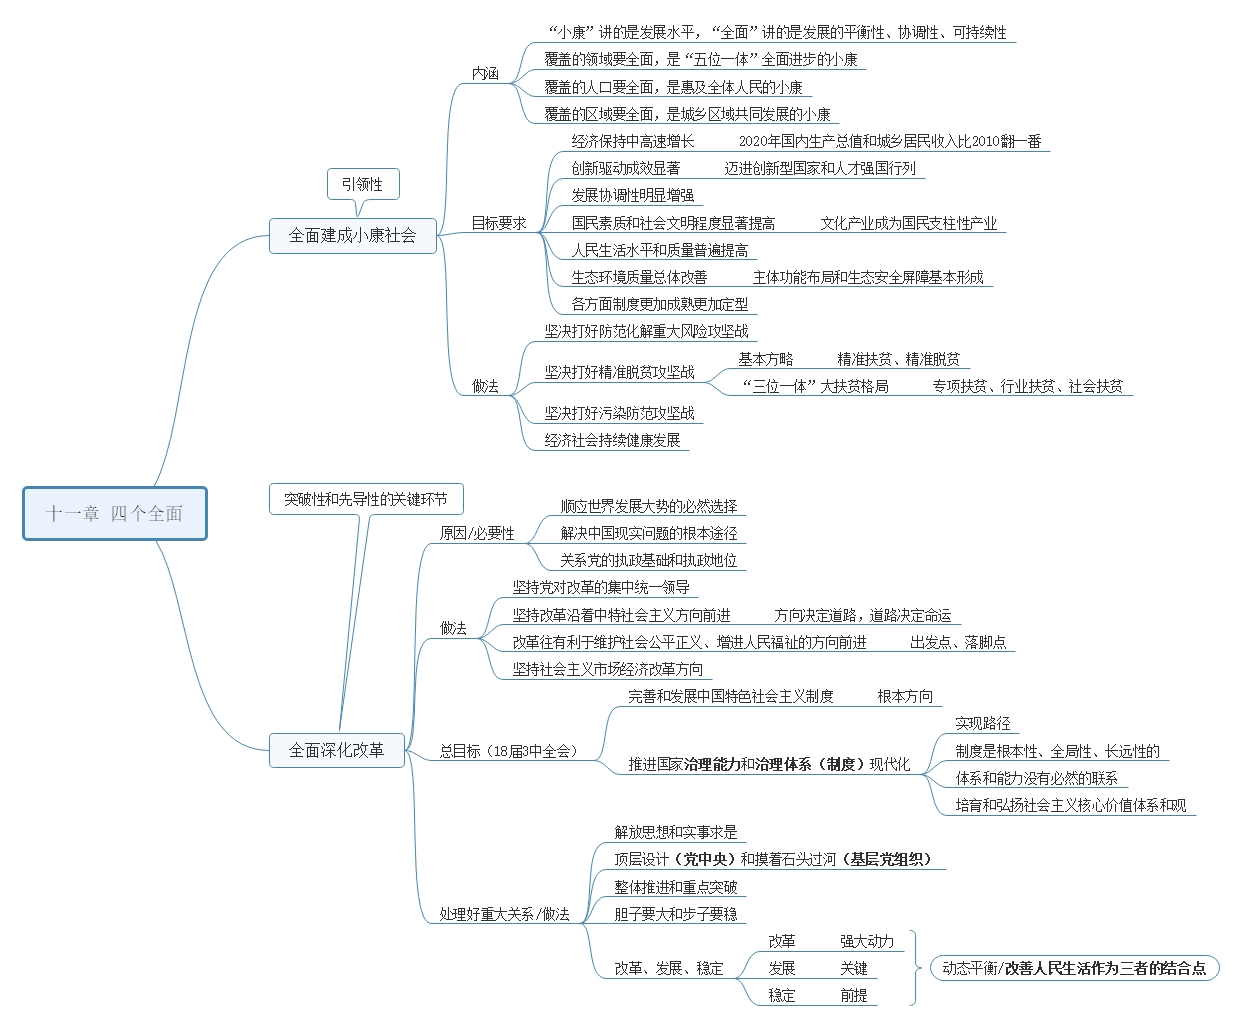 十一章 四个全面
引领性
全面建成小康社会
内涵
“小康”讲的是发展水平，“全面”讲的是发展的平衡性、协调性、可持续性
覆盖的领域要全面，是“五位一体”全面进步的小康
覆盖的人口要全面，是惠及全体人民的小康
覆盖的区域要全面，是城乡区域共同发展的小康
目标要求
经济保持中高速增长 2020年国内生产总值和城乡居民收入比2010翻一番
创新驱动成效显著 迈进创新型国家和人才强国行列
发展协调性明显增强
国民素质和社会文明程度显著提高 文化产业成为国民支柱性产业
人民生活水平和质量普遍提高
生态环境质量总体改善 主体功能布局和生态安全屏障基本形成
各方面制度更加成熟更加定型
做法
坚决打好防范化解重大风险攻坚战
坚决打好精准脱贫攻坚战
基本方略 精准扶贫、精准脱贫
“三位一体”大扶贫格局 专项扶贫、行业扶贫、社会扶贫
坚决打好污染防范攻坚战
经济社会持续健康发展
突破性和先导性的关键环节
全面深化改革
原因/必要性
顺应世界发展大势的必然选择
解决中国现实问题的根本途径
关系党的执政基础和执政地位
做法
坚持党对改革的集中统一领导
坚持改革沿着中特社会主义方向前进 方向决定道路，道路决定命运
改革往有利于维护社会公平正义、增进人民福祉的方向前进 出发点、落脚点
坚持社会主义市场经济改革方向
总目标（18届3中全会）
完善和发展中国特色社会主义制度 根本方向
推进国家治理能力和治理体系（制度）现代化
实现路径
制度是根本性、全局性、长远性的
体系和能力没有必然的联系
培育和弘扬社会主义核心价值体系和观
处理好重大关系/做法
解放思想和实事求是
顶层设计（党中央）和摸着石头过河（基层党组织）
整体推进和重点突破
胆子要大和步子要稳
改革、发展、稳定
改革 强大动力
发展 关键
稳定 前提
动态平衡/改善人民生活作为三者的结合点